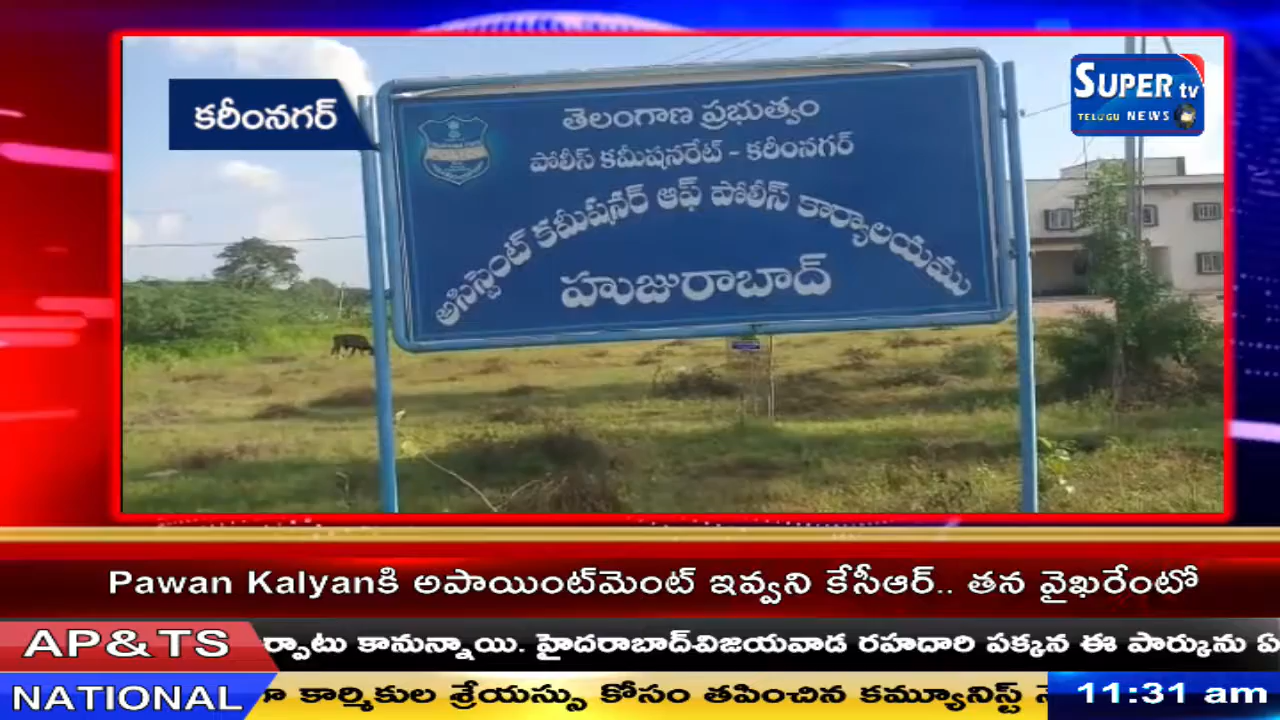 కరీంనగర్
SUPER tv
TELUGU NEWS
తెలంగాణ ప్రభుత్వం
పోలీస్ కమీషనరేట్ - కరీంనగర్
అసిస్టెంట్ కమీషనర్ ఆఫ్ పోలీస్ కార్యాలయము
హుజురాబాద్
Pawan Kalyanకి అపాయింట్‌మెంట్ ఇవ్వని కేసీఆర్.. తన వైఖరేంటో
AP&TS ర్పాటు కానున్నాయి. హైదరాబాద్-విజయవాడ రహదారి పక్కన ఈ పార్కును ఏ
NATIONAL గా కార్మికుల శ్రేయస్సు కోసం తపించిన కమ్యూనిస్ట్ 11:31 am